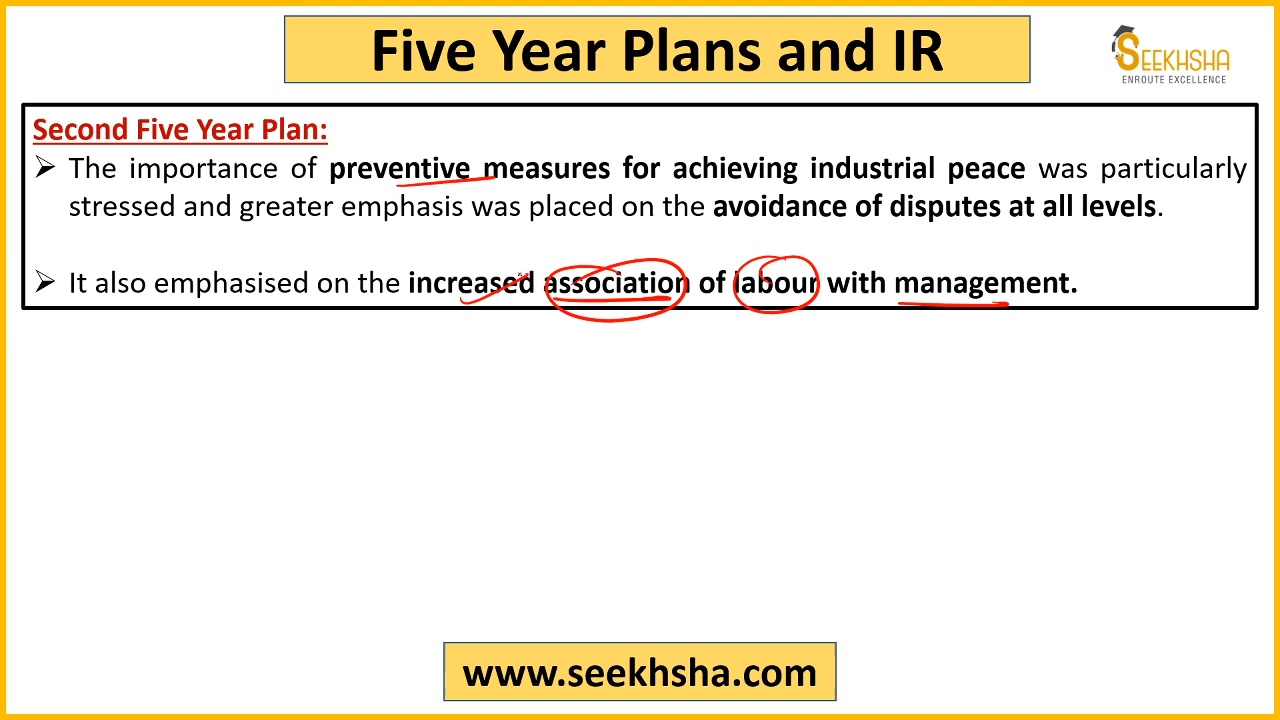 Five Year Plans and IR
SEEKHSHA
ENROUTE EXCELLENCE
Second Five Year Plan:
➢ The importance of preventive measures for achieving industrial peace was particularly
stressed and greater emphasis was placed on the avoidance of disputes at all levels.
➢ It also emphasised on the increased association of labour with management.
www.seekhsha.com